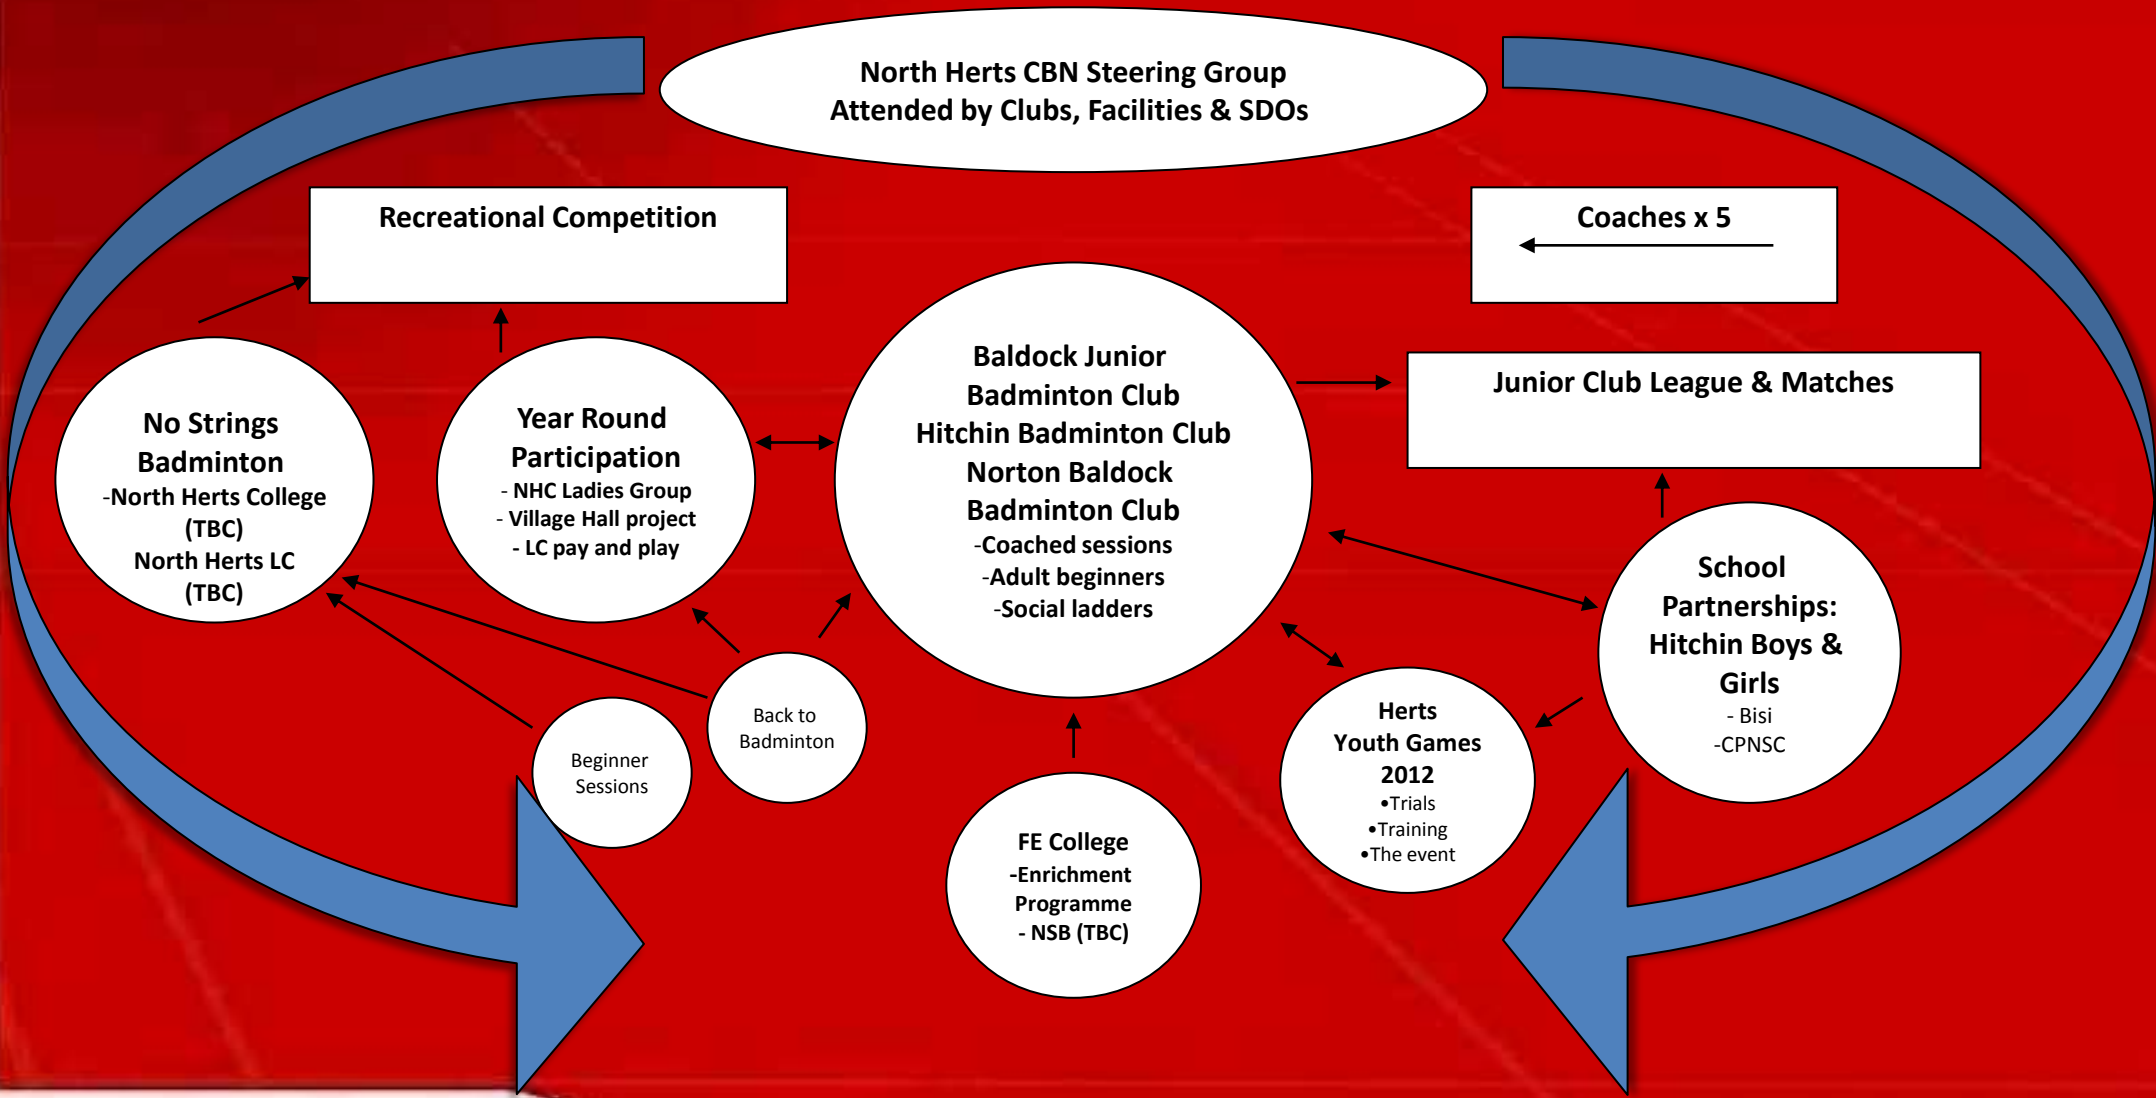 North Herts CBN Steering Group
Attended by Clubs, Facilities & SDOs
Recreational Competition
Coaches x 5
Junior Club League & Matches
No Strings
Badminton
-North Herts College
(TBC)
North Herts LC
(TBC)
Year Round
Participation
- NHC Ladies Group
- Village Hall project
- LC pay and play
Baldock Junior
Badminton Club
Hitchin Badminton Club
Norton Baldock
Badminton Club
-Coached sessions
-Adult beginners
-Social ladders
School
Partnerships:
Hitchin Boys &
Girls
- Bisi
-CPNSC
Beginner
Sessions
Back to
Badminton
FE College
-Enrichment
Programme
- NSB (TBC)
Herts
Youth Games
2012
•Trials
•Training
•The event